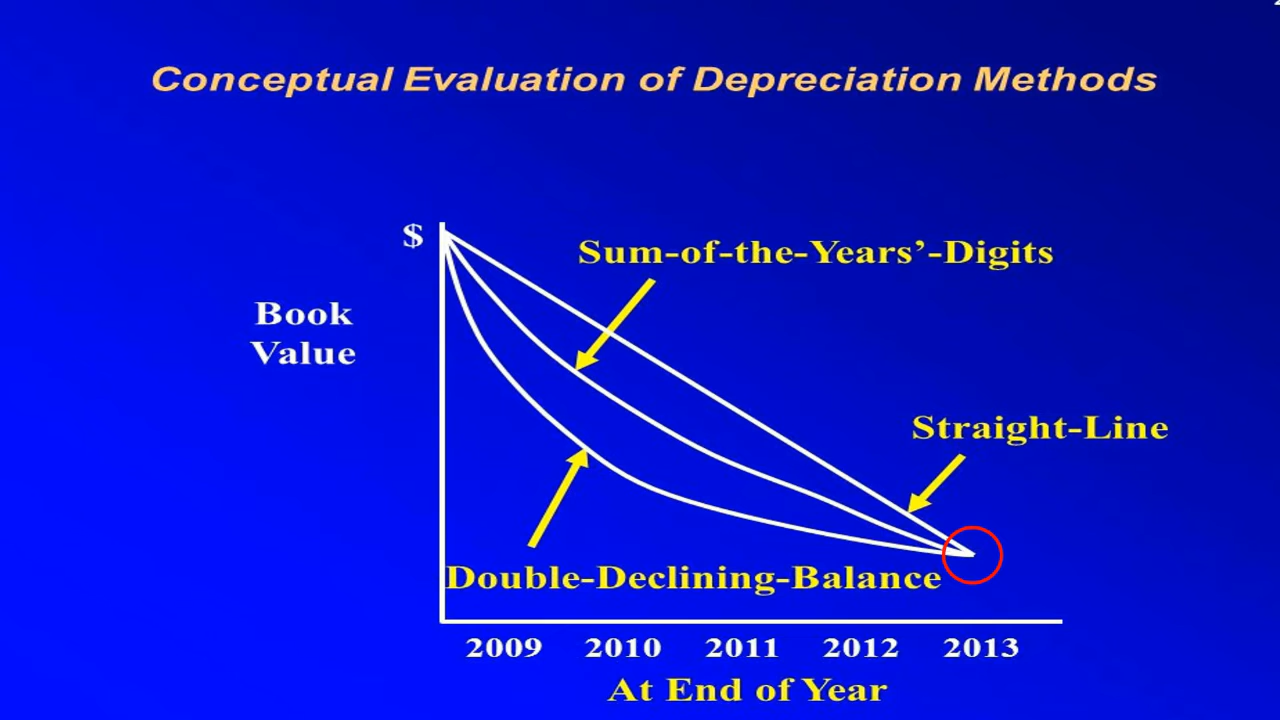 Conceptual Evaluation of Depreciation Methods
$
Sum-of-the-Years’-Digits
Book
Value
Straight-Line
Double-Declining-Balance
2009 2010 2011 2012 2013
At End of Year